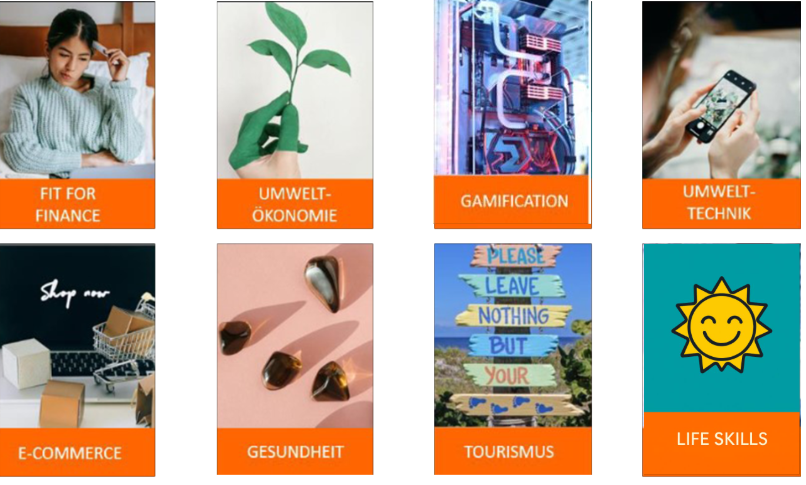 FIT FOR
FINANCE
UMWELT-
ÖKONOMIE
GAMIFICATION
UMWELT-
TECHNIK
Shop now
E-COMMERCE
GESUNDHEIT
PLEASE
LEAVE
NOTHING
BUT
YOUR
TOURISMUS
LIFE SKILLS